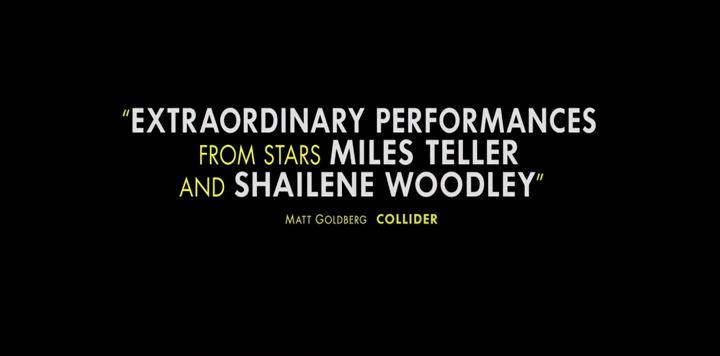 “EXTRAORDINARY PERFORMANCES
FROM STARS MILES TELLER
AND SHAILENE WOODLEY”
MATT GOLDBERG COLLIDER